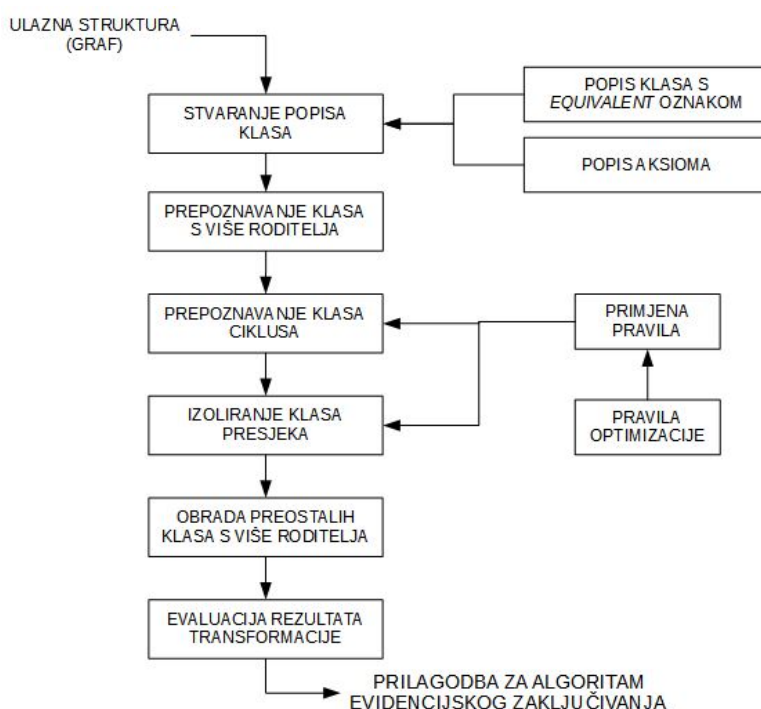 ULAZNA STRUKTURA
(GRAF)
POPIS KLASA S
EQUIVALENT OZNAKOM
STVARANJE POPISA
KLASA
POPIS AKSIOMA
PREPOZNAVANJE KLASA
S VIŠE RODITELJA
PREPOZNAVANJE KLASA
CIKLUSA
PRIMJENA
PRAVILA
IZOLIRANJE KLASA
PRESJEKA
PRAVILA
OPTIMIZACIJE
OBRADA PREOSTALIH
KLASA S VIŠE RODITELJA
EVALUACIJA REZULTATA
TRANSFORMACIJE
PRILAGODBA ZA ALGORITAM
EVIDENCIJSKOG ZAKLJUČIVANJA